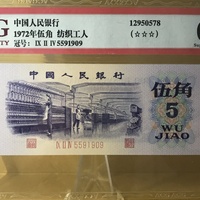 G
GRADITY
中国人民银行
1972年伍角 纺织工人
冠号: IX II IV 5591909
12950578
(☆☆☆)
中国人民银行
伍角
5
WU
JIAO
IX II IV 5591909